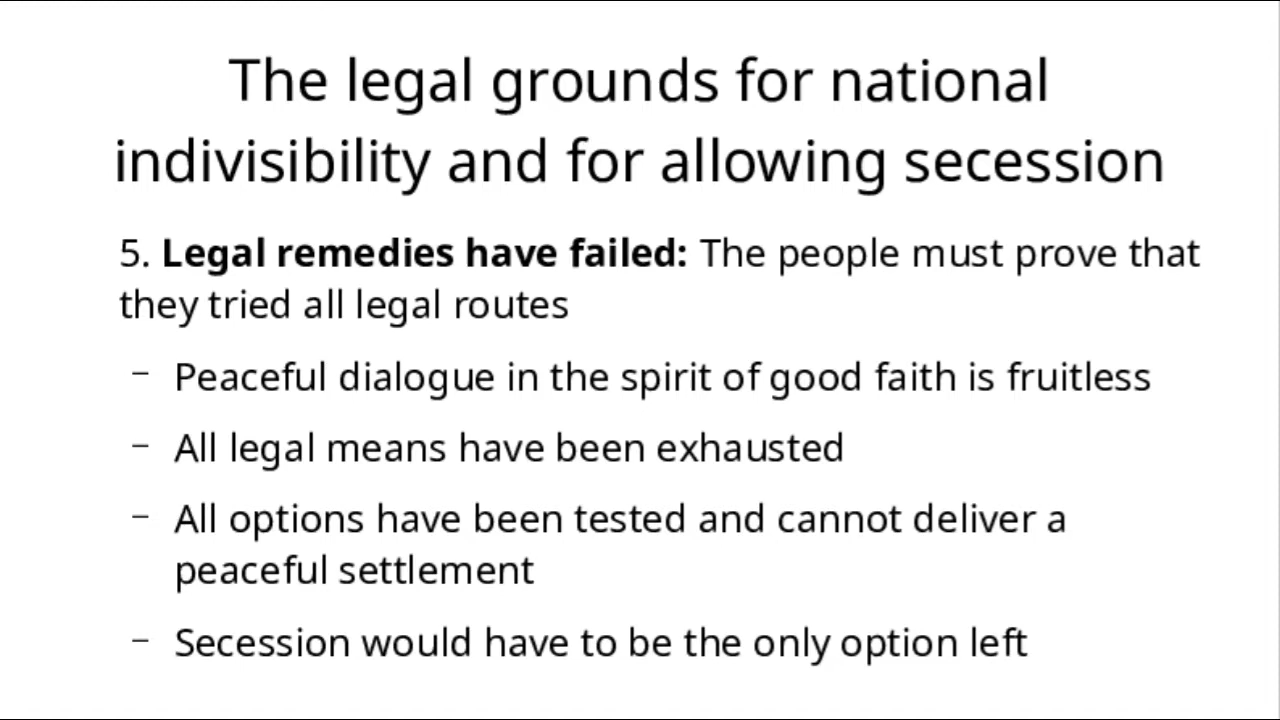 The legal grounds for national
indivisibility and for allowing secession
5. Legal remedies have failed: The people must prove that
they tried all legal routes
– Peaceful dialogue in the spirit of good faith is fruitless
– All legal means have been exhausted
– All options have been tested and cannot deliver a
peaceful settlement
– Secession would have to be the only option left